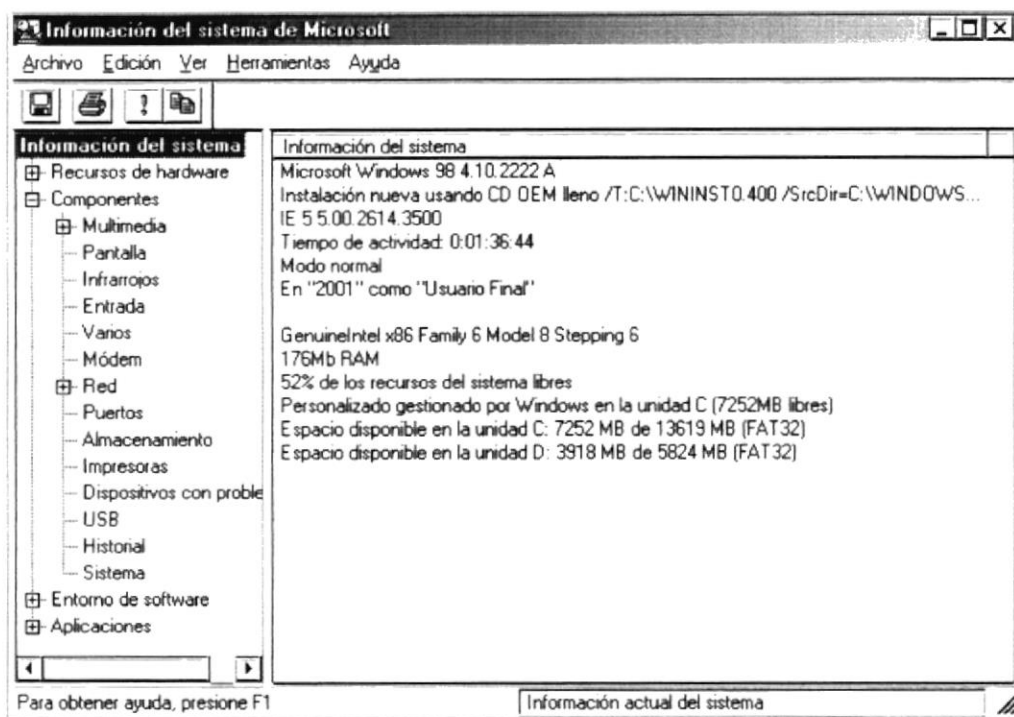 Información del sistema de Microsoft
Archivo Edición Ver Herramientas Ayuda
Información del sistema
Recursos de hardware
Componentes
Multimedia
Pantalla
Infrarrojos
Entrada
Varios
Módem
Red
Puertos
Almacenamiento
Impresoras
Dispositivos con proble
USB
Historial
Sistema
Entorno de software
Aplicaciones
Información del sistema
Microsoft Windows 98 4.10.2222 A
Instalación nueva usando CD OEM lleno /T:C:\WININST0.400 /SrcDir=C:\WINDOWS...
IE 5 5.00.2614.3500
Tiempo de actividad: 0:01:36:44
Modo normal
En "2001" como "Usuario Final"
GenuineIntel x86 Family 6 Model 8 Stepping 6
176Mb RAM
52% de los recursos del sistema libres
Personalizado gestionado por Windows en la unidad C (7252MB libres)
Espacio disponible en la unidad C: 7252 MB de 13619 MB (FAT32)
Espacio disponible en la unidad D: 3918 MB de 5824 MB (FAT32)
Para obtener ayuda, presione F1
Información actual del sistema